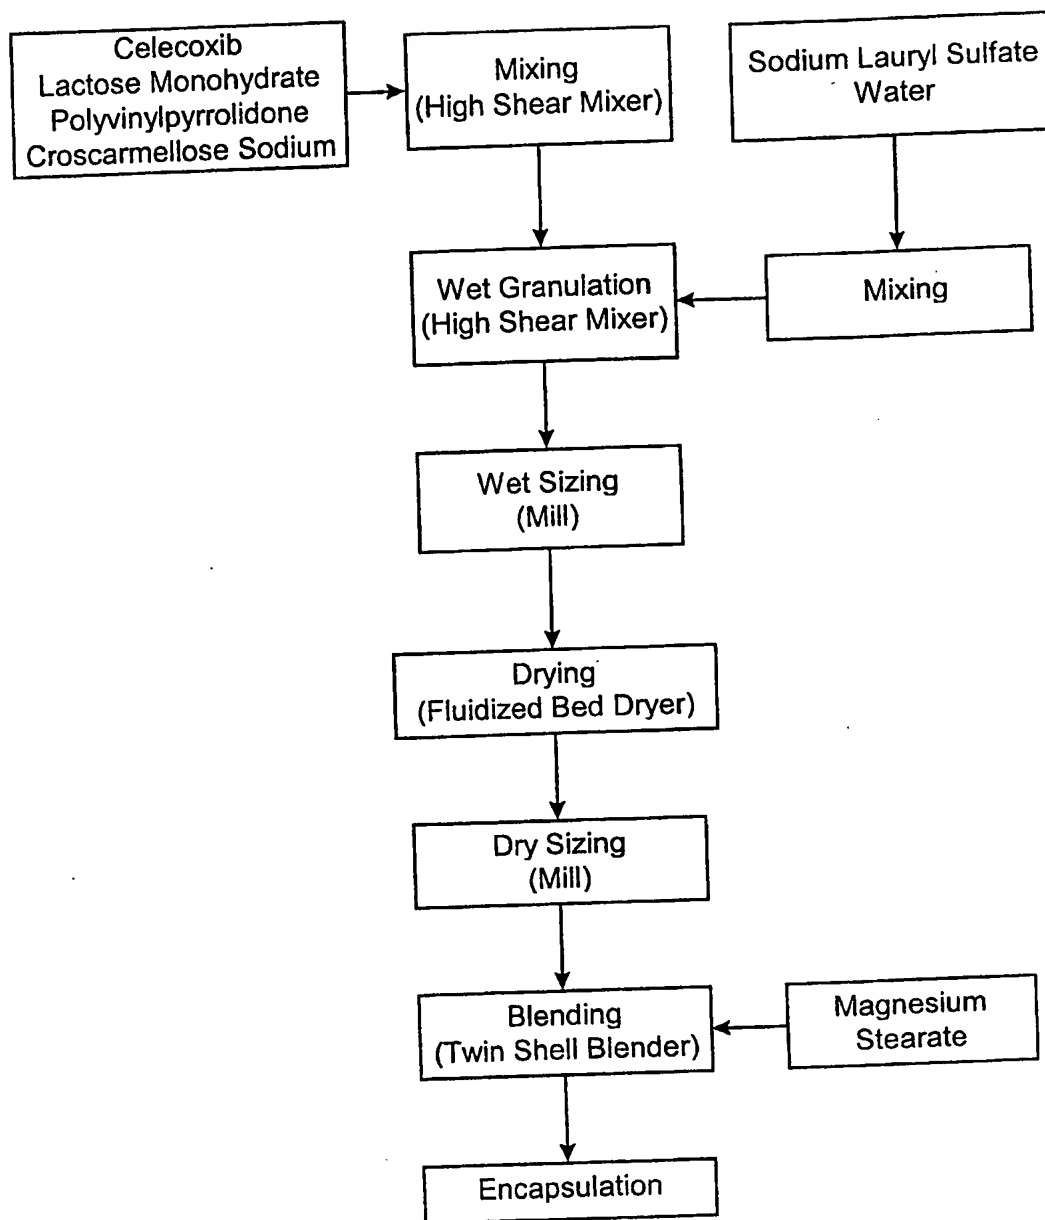 Celecoxib
Lactose Monohydrate
Polyvinylpyrrolidone
Croscarmellose Sodium
Mixing
(High Shear Mixer)
Sodium Lauryl Sulfate
Water
Wet Granulation
(High Shear Mixer)
Mixing
Wet Sizing
(Mill)
Drying
(Fluidized Bed Dryer)
Dry Sizing
(Mill)
Blending
(Twin Shell Blender)
Magnesium
Stearate
Encapsulation